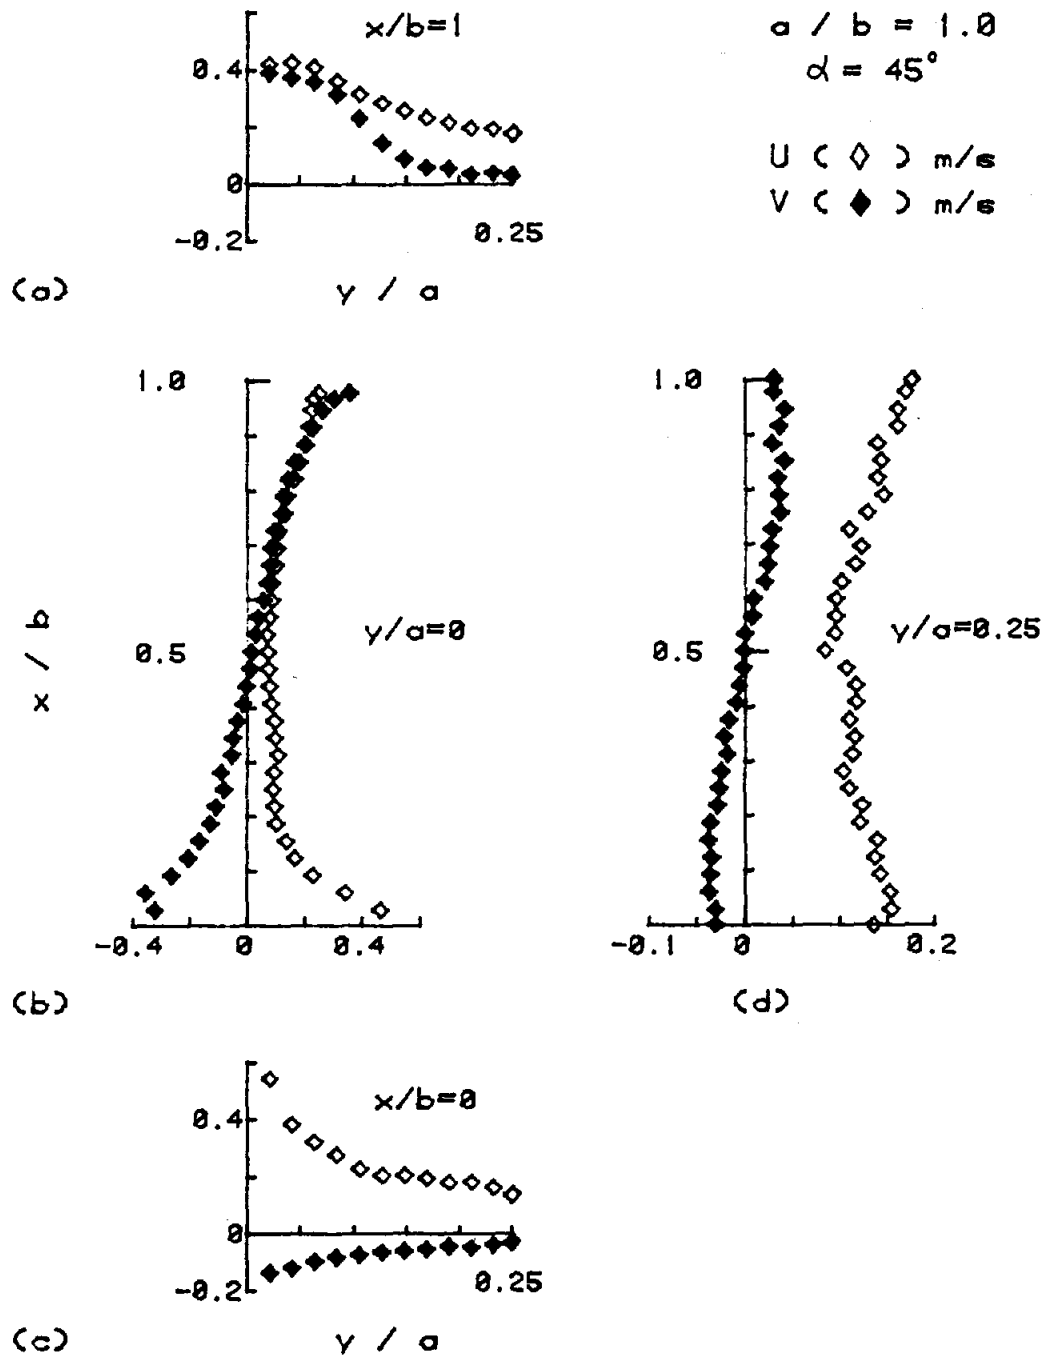 x/b=1
a / b = 1.0
α = 45°
U ( ◇ ) m/s
V ( ◆ ) m/s
0.4
0
-0.2
0.25
(a)
y / a
1.0
0.5
x / b
y/a=0
-0.4
0
0.4
(b)
1.0
0.5
y/a=0.25
-0.1
0
0.2
(d)
x/b=0
0.4
0
-0.2
0.25
(c)
y / a